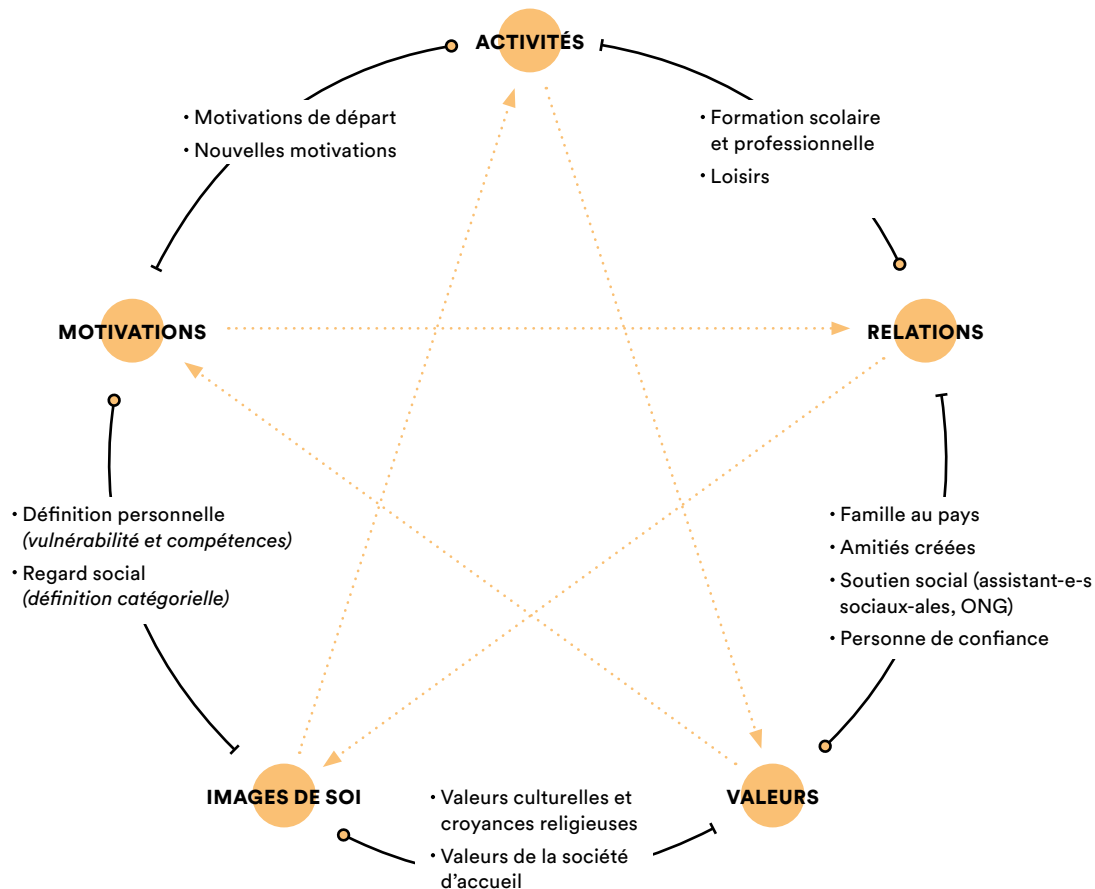 ACTIVITÉS
• Motivations de départ
• Nouvelles motivations
• Formation scolaire
et professionnelle
• Loisirs
MOTIVATIONS
RELATIONS
• Définition personnelle
(vulnérabilité et compétences)
• Regard social
(définition catégorielle)
• Famille au pays
• Amitiés créées
• Soutien social (assistant-e-s
sociaux-ales, ONG)
• Personne de confiance
IMAGES DE SOI
• Valeurs culturelles et
croyances religieuses
• Valeurs de la société
d'accueil
VALEURS